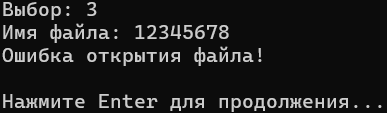 Выбор: 3
Имя файла: 12345678
Ошибка открытия файла!
Нажмите Enter для продолжения...